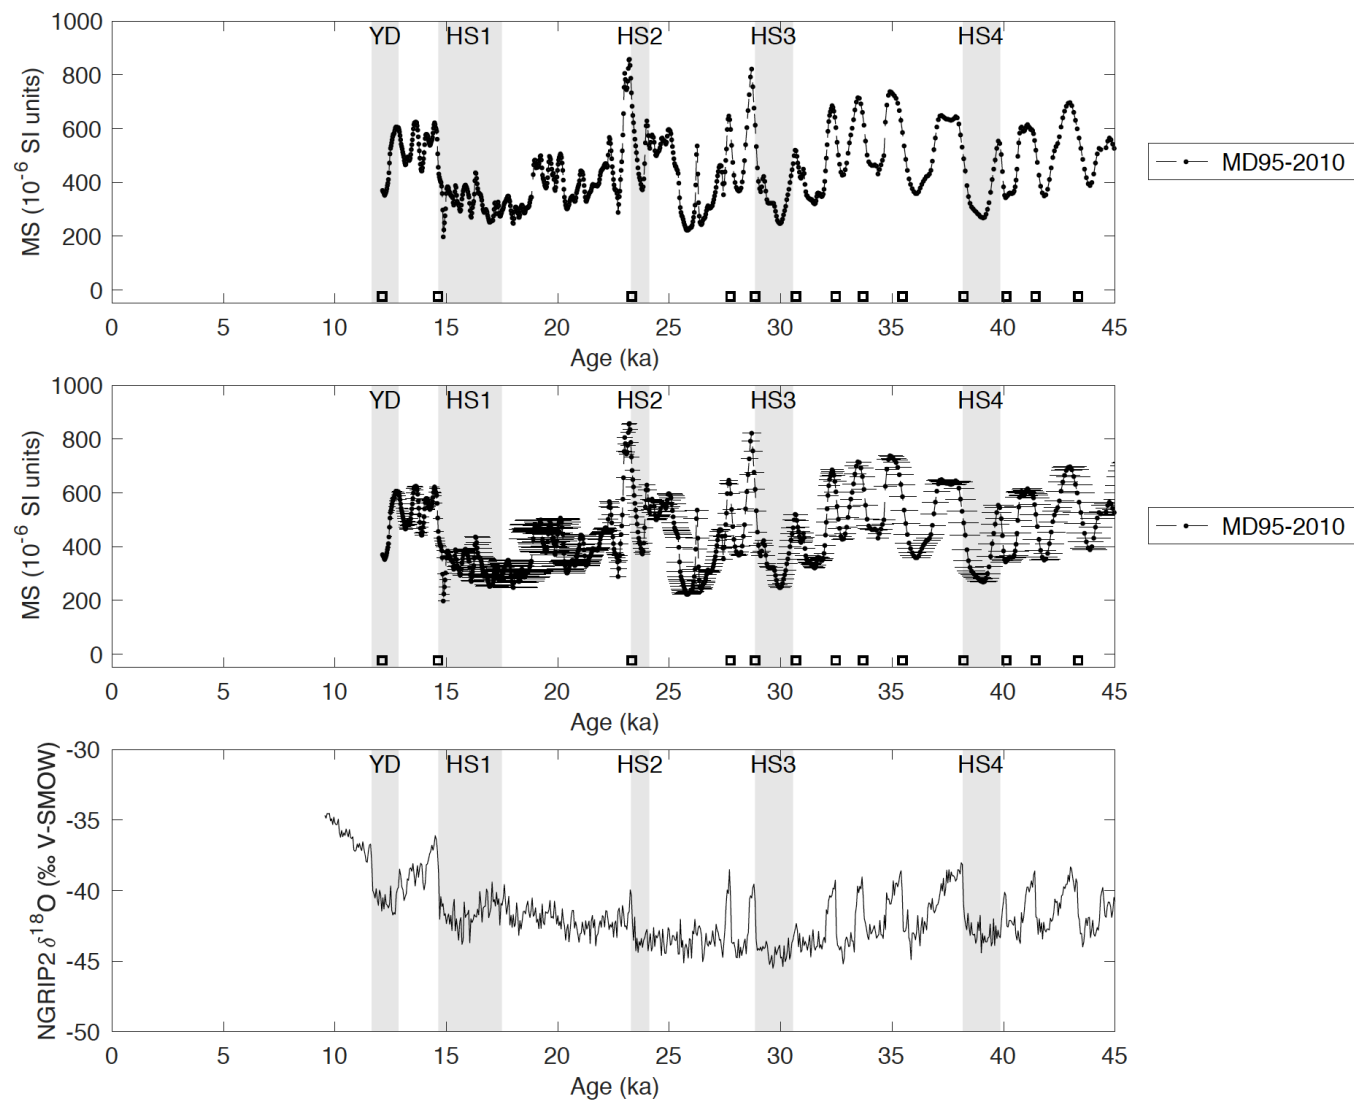 1000
800
600
400
200
0
MS (10⁻⁶ SI units)
YD HS1 HS2 HS3 HS4
0 5 10 15 20 25 30 35 40 45
Age (ka)
MD95-2010
1000
800
600
400
200
0
MS (10⁻⁶ SI units)
YD HS1 HS2 HS3 HS4
0 5 10 15 20 25 30 35 40 45
Age (ka)
MD95-2010
-30
-35
-40
-45
-50
NGRIP2 δ¹⁸O (‰ V-SMOW)
YD HS1 HS2 HS3 HS4
0 5 10 15 20 25 30 35 40 45
Age (ka)